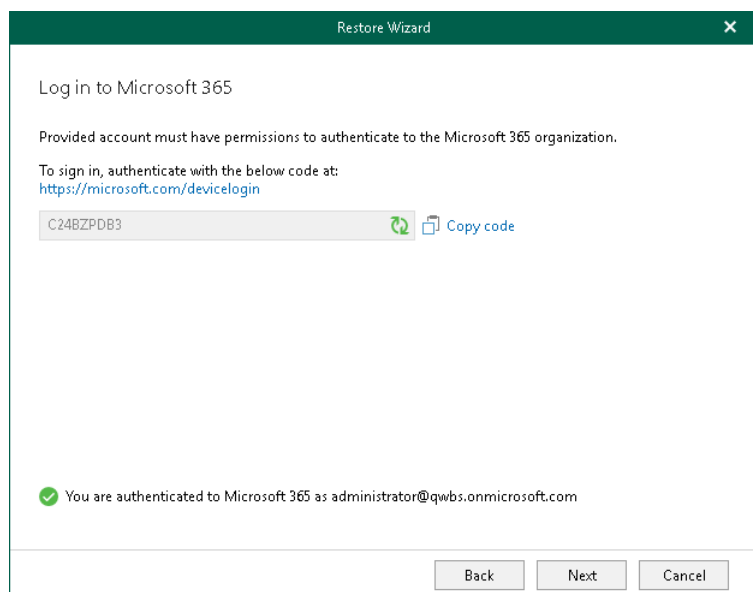 Restore Wizard
Log in to Microsoft 365
Provided account must have permissions to authenticate to the Microsoft 365 organization.
To sign in, authenticate with the below code at:
https://microsoft.com/devicelogin
C24BZPDB3 Copy code
You are authenticated to Microsoft 365 as administrator@qwbs.onmicrosoft.com
Back Next Cancel